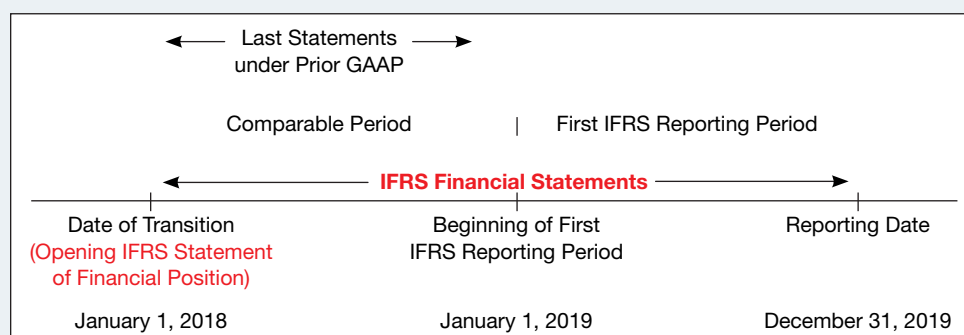 Last Statements
under Prior GAAP
Comparable Period
First IFRS Reporting Period
IFRS Financial Statements
Date of Transition
(Opening IFRS Statement
of Financial Position)
Beginning of First
IFRS Reporting Period
Reporting Date
January 1, 2018
January 1, 2019
December 31, 2019